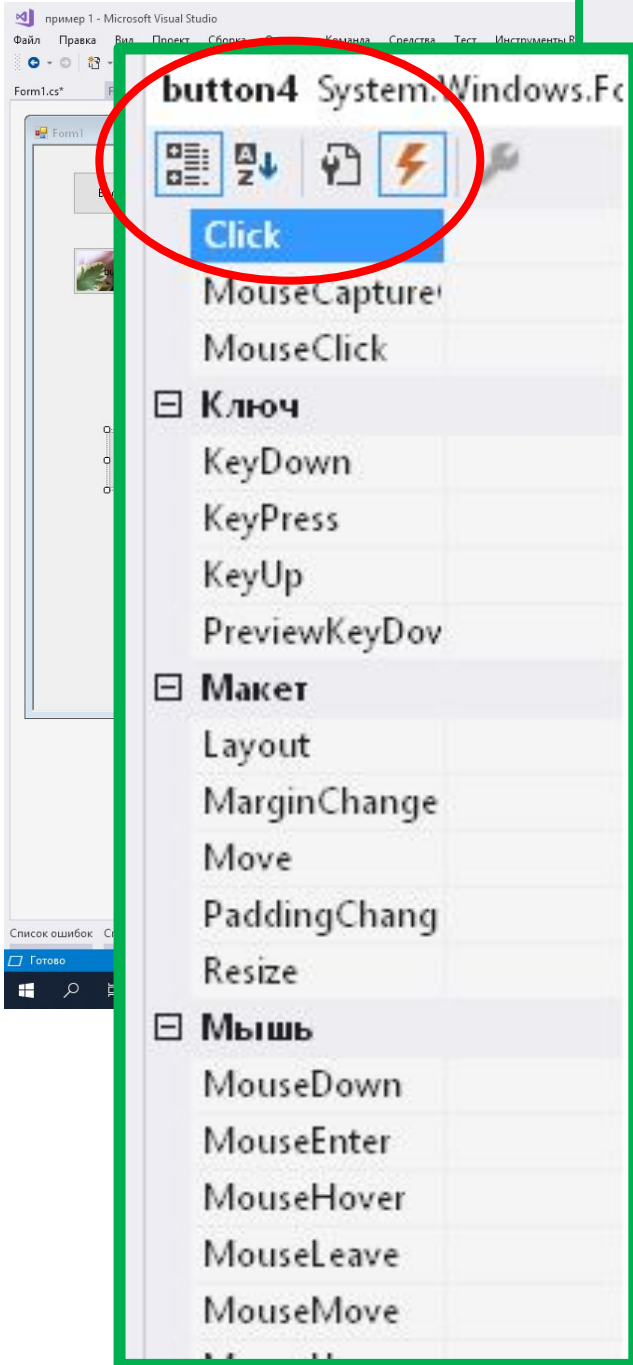 пример 1 - Microsoft Visual Studio
Файл Правка Вид Проект Сборка Команда Средства Тест Инструменты R
Form1.cs*
Form1
button4 System.Windows.Fc
Click
MouseCapture
MouseClick
Ключ
KeyDown
KeyPress
KeyUp
PreviewKeyDov
Макет
Layout
MarginChange
Move
PaddingChang
Resize
Мышь
MouseDown
MouseEnter
MouseHover
MouseLeave
MouseMove
Список ошибок
Готово